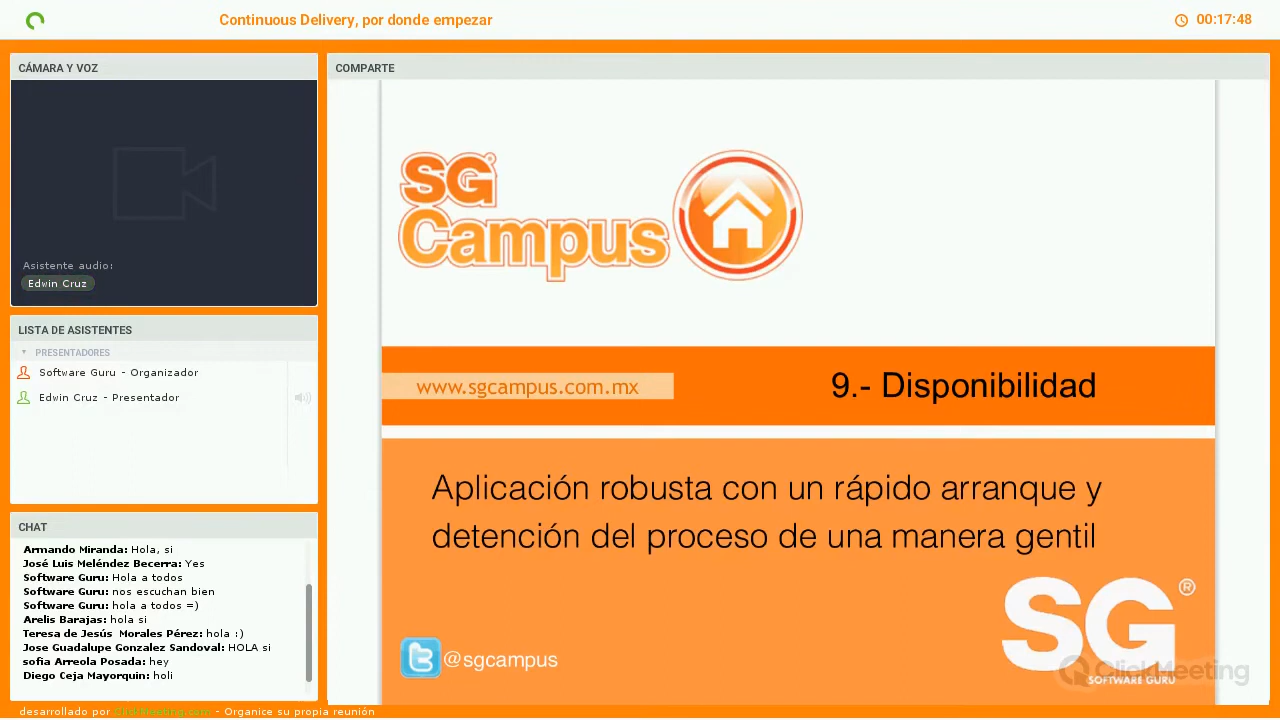 Continuous Delivery, por donde empezar
00:17:48
CÁMARA Y VOZ
Asistente audio:
Edwin Cruz
LISTA DE ASISTENTES
PRESENTADORES
Software Guru - Organizador
Edwin Cruz - Presentador
CHAT
Armando Miranda: Hola, si
José Luis Meléndez Becerra: Yes
Software Guru: Hola a todos
Software Guru: nos escuchan bien
Software Guru: hola a todos =)
Arelis Barajas: hola si
Teresa de Jesús Morales Pérez: hola :)
Jose Guadalupe Gonzalez Sandoval: HOLA si
sofia Arreola Posada: hey
Diego Ceja Mayorquin: holi
desarrollado por ClickMeeting.com - Organice su propia reunión
COMPARTE
SG
Campus
www.sgcampus.com.mx
9.- Disponibilidad
Aplicación robusta con un rápido arranque y
detención del proceso de una manera gentil
@sgcampus
SG®
SOFTWARE GURU
ClickMeeting